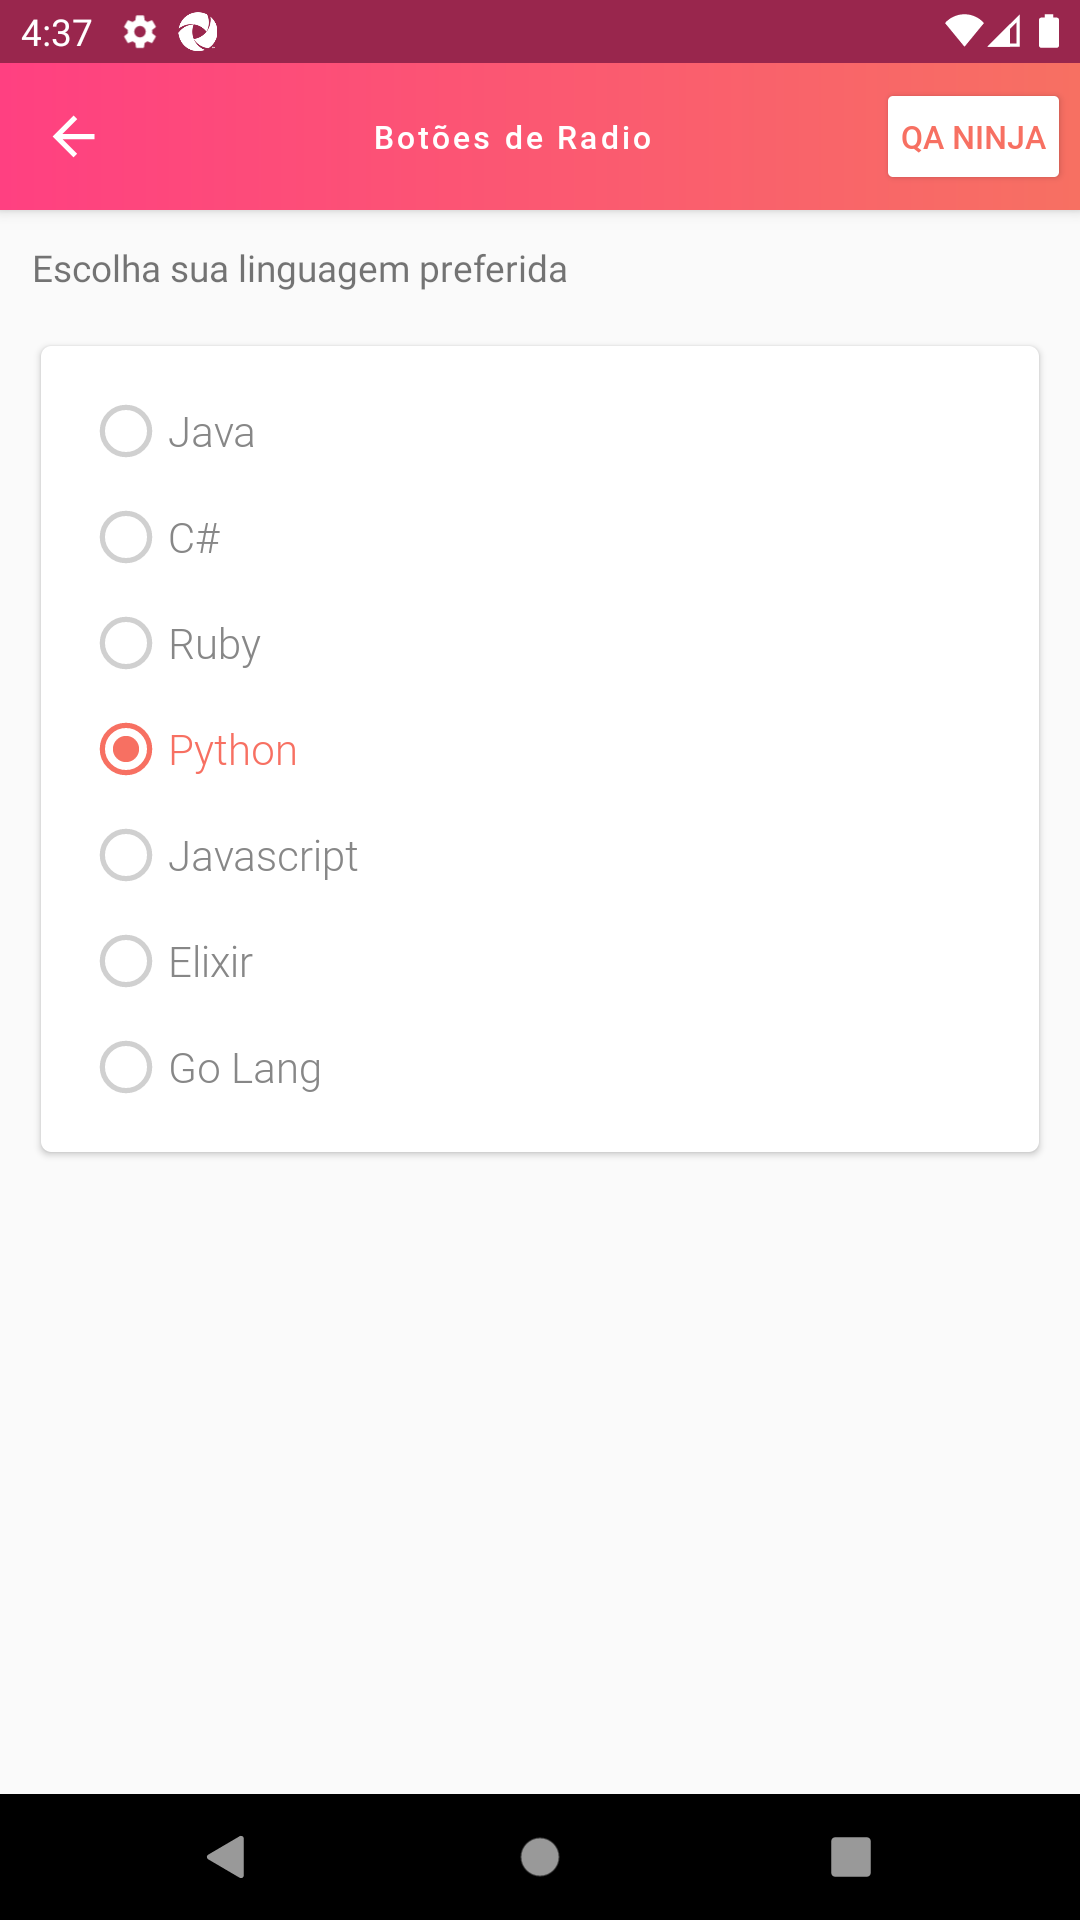 4:37
Botões de Radio
QA NINJA
Escolha sua linguagem preferida
Java
C#
Ruby
Python
Javascript
Elixir
Go Lang